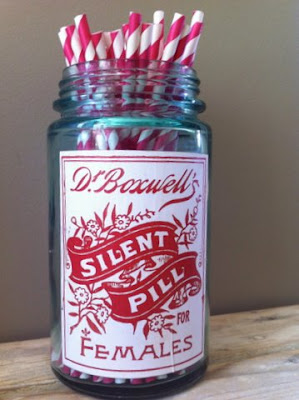 Dr Boxwell's
SILENT
PILL
FOR
FEMALES